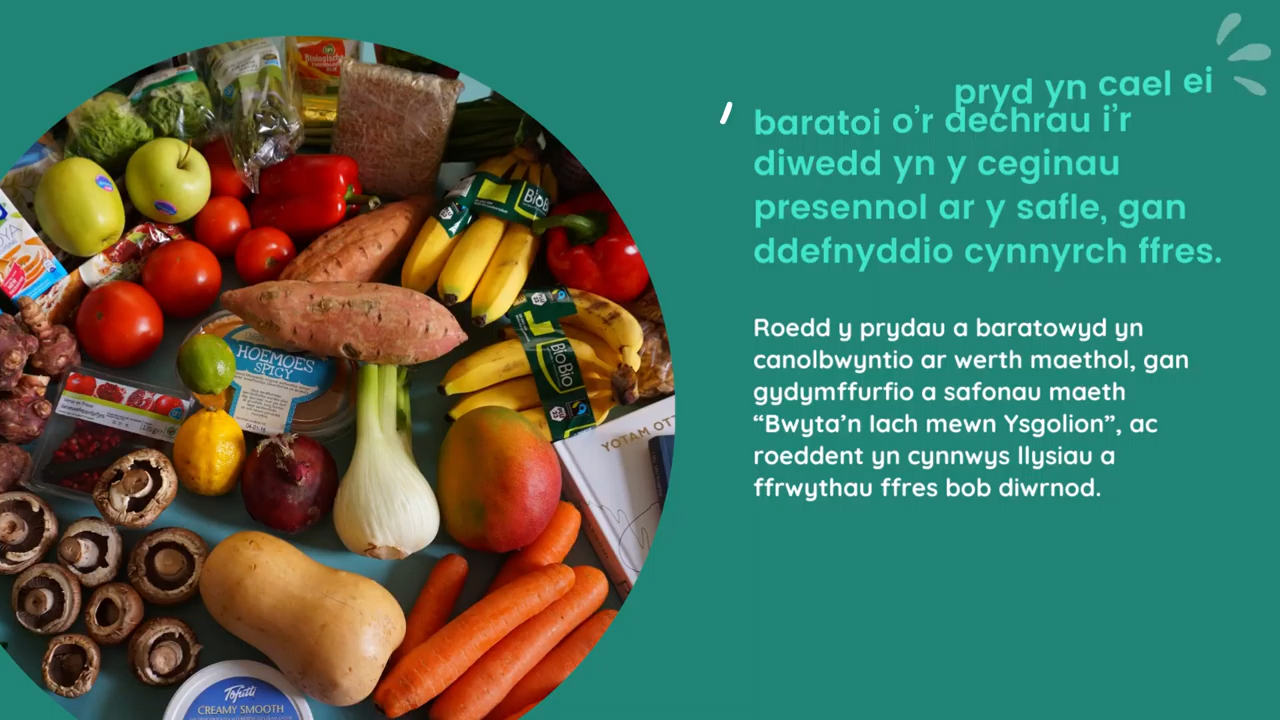 pryd yn cael ei
baratoi o’r dechrau i’r
diwedd yn y ceginau
presennol ar y safle, gan
ddefnyddio cynnyrch ffres.
Roedd y prydau a baratowyd yn
canolbwyntio ar werth maethol, gan
gydymffurfio a safonau maeth
“Bwyta’n Iach mewn Ysgolion”, ac
roeddent yn cynnwys llysiau a
ffrwythau ffres bob diwrnod.
HOEMOES
SPICY
BioBio
YOTAM OTT
Tofutti
CREAMY SMOOTH